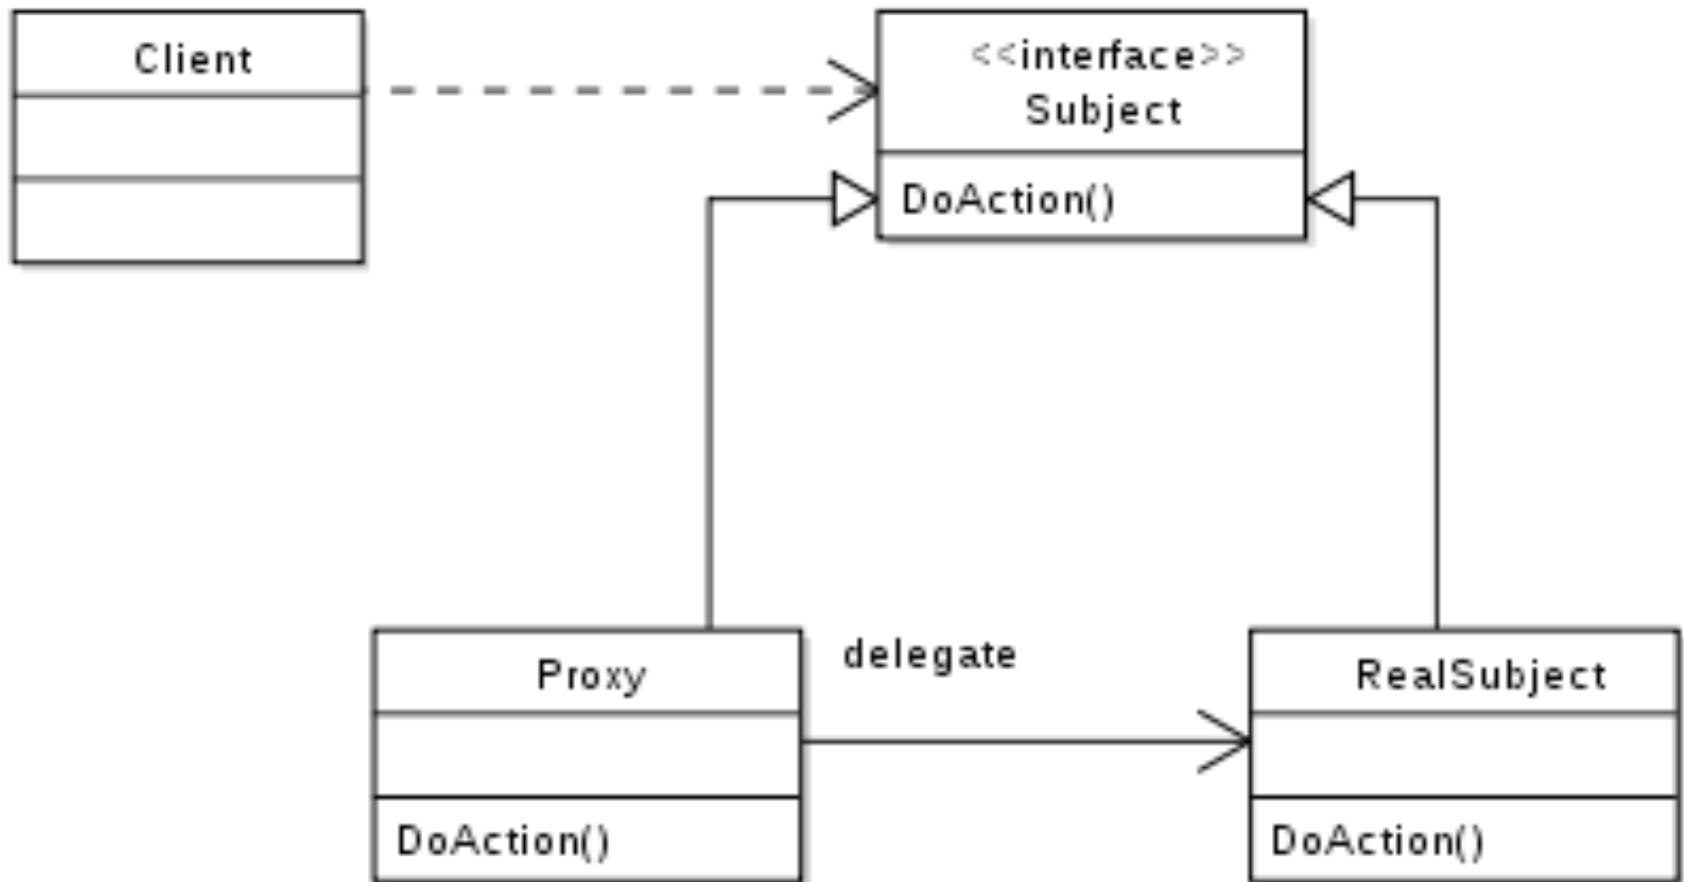 Client
<<interface>>
Subject
DoAction()
Proxy
delegate
RealSubject
DoAction()
DoAction()